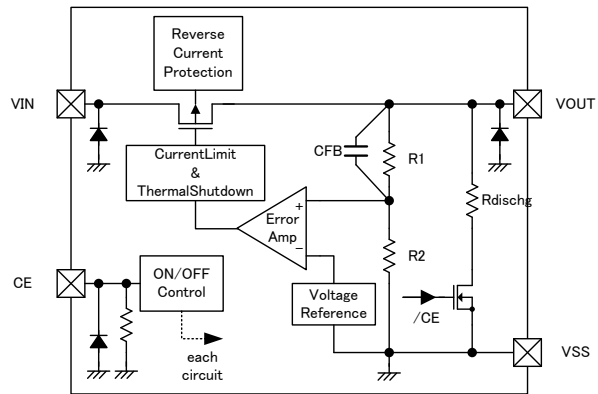 Reverse
Current
Protection
VIN
VOUT
CFB
R1
CurrentLimit
&
ThermalShutdown
Rdischg
+
Error
Amp
−
R2
CE
ON/OFF
Control
Voltage
Reference
/CE
each
circuit
VSS